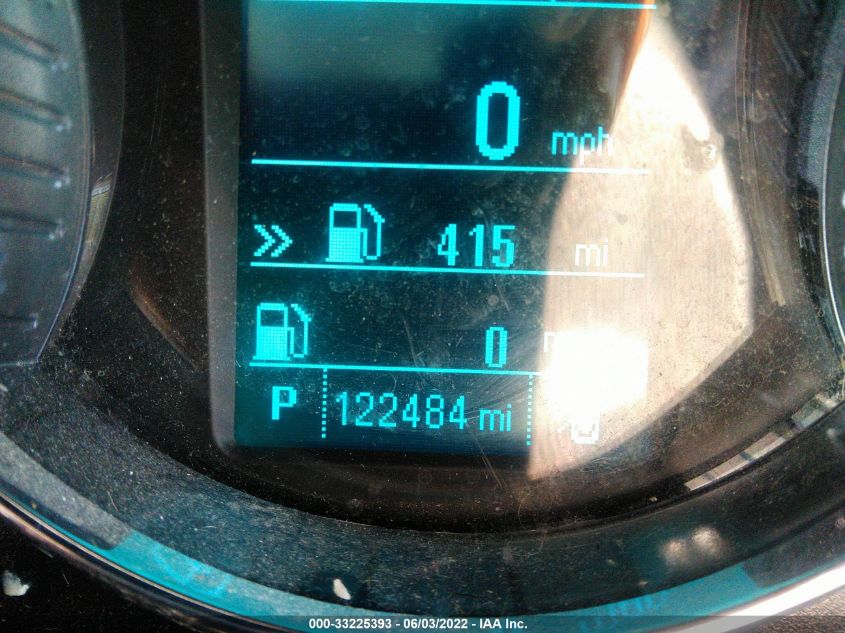 0 mph
» 415 mi
0
P 122484 mi
000-33225393 - 06/03/2022 - IAA Inc.